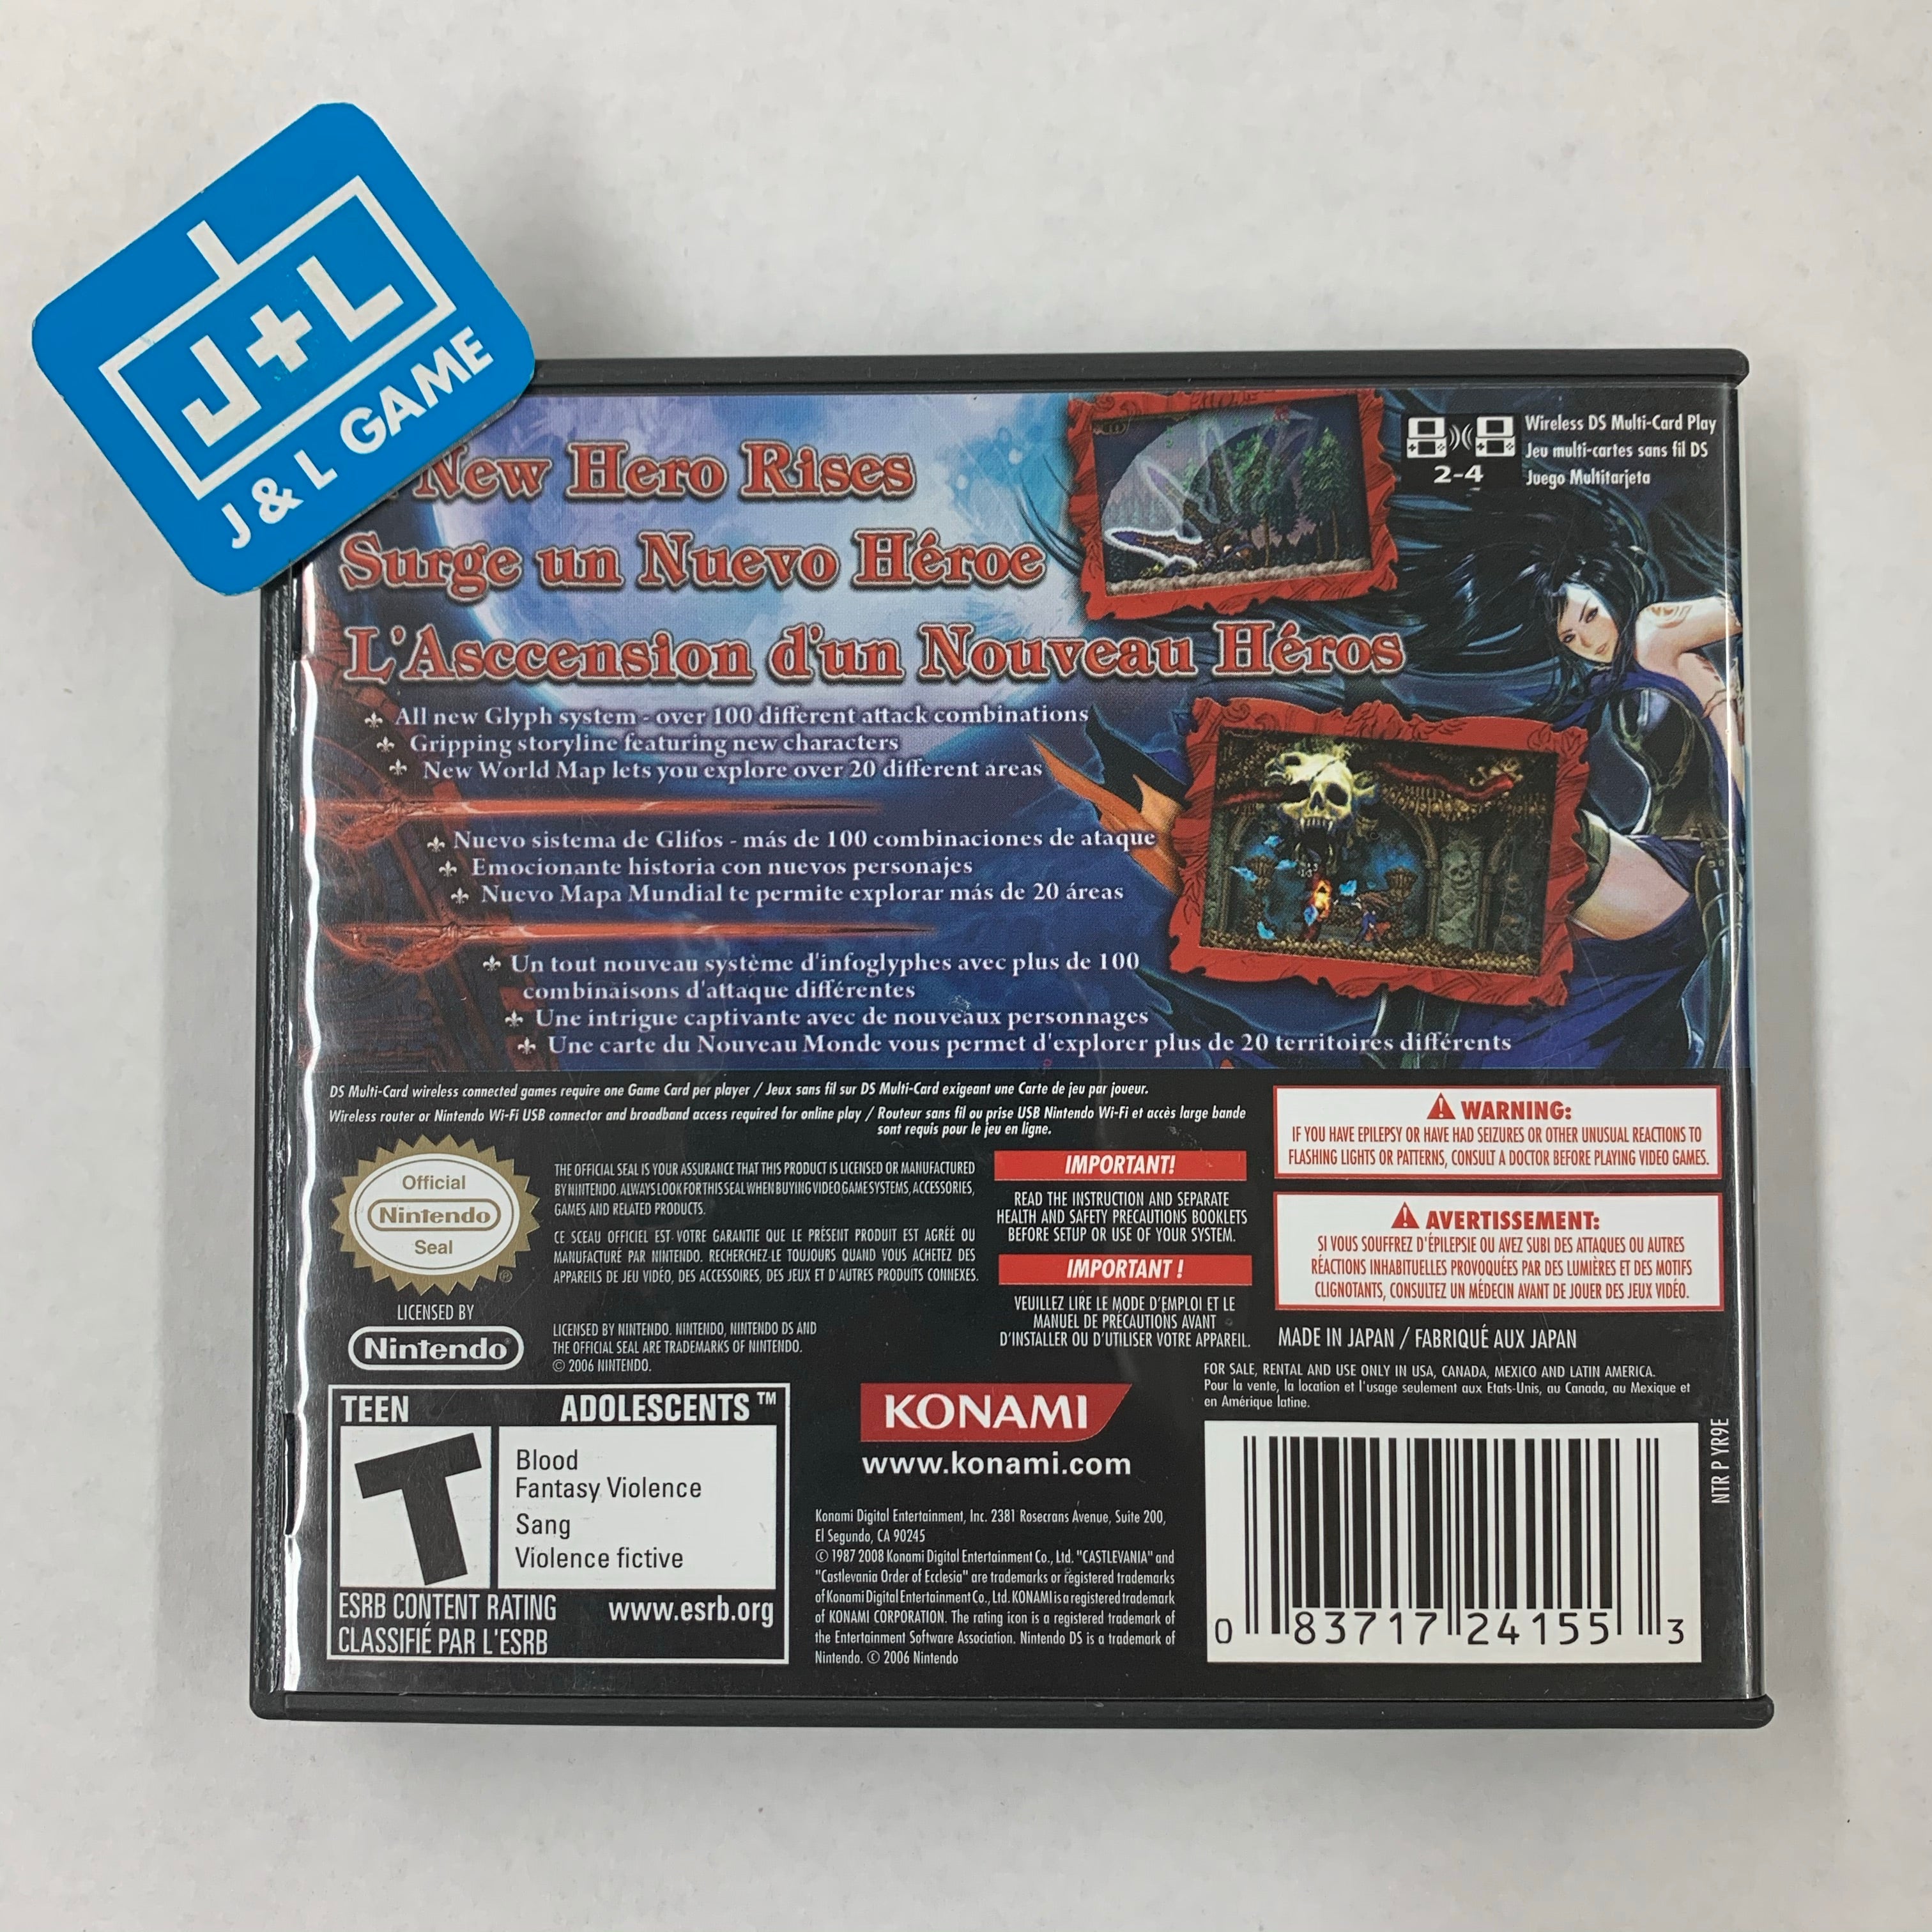 J+L
J & L GAME
New Hero Rises
Surge un Nuevo Héroe
L'Asccension d'un Nouveau Héros
Wireless DS Multi-Card Play
Jeu multi-cartes sans fil DS
Juego Multitarjeta
2-4
All new Glyph system - over 100 different attack combinations
Gripping storyline featuring new characters
New World Map lets you explore over 20 different areas
Nuevo sistema de Glifos - más de 100 combinaciones de ataque
Emocionante historia con nuevos personajes
Nuevo Mapa Mundial te permite explorar más de 20 áreas
Un tout nouveau système d'infoglyphes avec plus de 100
combinaisons d'attaque différentes
Une intrigue captivante avec de nouveaux personnages
Une carte du Nouveau Monde vous permet d'explorer plus de 20 territoires différents
DS Multi-Card wireless connected games require one Game Card per player / Jeux sans fil sur DS Multi-Card exigeant une Carte de jeu par joueur.
Wireless router or Nintendo Wi-Fi USB connector and broadband access required for online play / Routeur sans fil ou prise USB Nintendo Wi-Fi et accès large bande
sont requis pour le jeu en ligne.
Official
Nintendo
Seal
®
LICENSED BY
Nintendo®
THE OFFICIAL SEAL IS YOUR ASSURANCE THAT THIS PRODUCT IS LICENSED OR MANUFACTURED
BY NINTENDO. ALWAYS LOOK FOR THIS SEAL WHEN BUYING VIDEO GAME SYSTEMS, ACCESSORIES,
GAMES AND RELATED PRODUCTS.
CE SCEAU OFFICIEL EST VOTRE GARANTIE QUE LE PRÉSENT PRODUIT EST AGRÉÉ OU
MANUFACTURÉ PAR NINTENDO. RECHERCHEZ-LE TOUJOURS QUAND VOUS ACHETEZ DES
APPAREILS DE JEU VIDÉO, DES ACCESSOIRES, DES JEUX ET D'AUTRES PRODUITS CONNEXES.
LICENSED BY NINTENDO. NINTENDO, NINTENDO DS AND
THE OFFICIAL SEAL ARE TRADEMARKS OF NINTENDO.
© 2006 NINTENDO.
IMPORTANT!
READ THE INSTRUCTION AND SEPARATE
HEALTH AND SAFETY PRECAUTIONS BOOKLETS
BEFORE SETUP OR USE OF YOUR SYSTEM.
IMPORTANT !
VEUILLEZ LIRE LE MODE D'EMPLOI ET LE
MANUEL DE PRÉCAUTIONS AVANT
D'INSTALLER OU D'UTILISER VOTRE APPAREIL.
WARNING:
IF YOU HAVE EPILEPSY OR HAVE HAD SEIZURES OR OTHER UNUSUAL REACTIONS TO
FLASHING LIGHTS OR PATTERNS, CONSULT A DOCTOR BEFORE PLAYING VIDEO GAMES.
AVERTISSEMENT:
SI VOUS SOUFFREZ D'ÉPILEPSIE OU AVEZ SUBI DES ATTAQUES OU AUTRES
RÉACTIONS INHABITUELLES PROVOQUÉES PAR DES LUMIÈRES ET DES MOTIFS
CLIGNOTANTS, CONSULTEZ UN MÉDECIN AVANT DE JOUER DES JEUX VIDÉO.
MADE IN JAPAN / FABRIQUÉ AUX JAPAN
FOR SALE, RENTAL AND USE ONLY IN USA, CANADA, MEXICO AND LATIN AMERICA.
Pour la vente, la location et l'usage seulement aux Etats-Unis, au Canada, au Mexique et
en Amérique latine.
TEEN
ADOLESCENTS ™
T
Blood
Fantasy Violence
Sang
Violence fictive
ESRB CONTENT RATING
www.esrb.org
CLASSIFIÉ PAR L'ESRB
KONAMI
www.konami.com
Konami Digital Entertainment, Inc. 2381 Rosecrans Avenue, Suite 200,
El Segundo, CA 90245
© 1987 2008 Konami Digital Entertainment Co., Ltd. "CASTLEVANIA" and
"Castlevania Order of Ecclesia" are trademarks or registered trademarks
of Konami Digital Entertainment Co., Ltd. KONAMI is a registered trademark
of KONAMI CORPORATION. The rating icon is a registered trademark of
the Entertainment Software Association. Nintendo DS is a trademark of
Nintendo. © 2006 Nintendo
NTR P YR9E
0 83717 24155 3